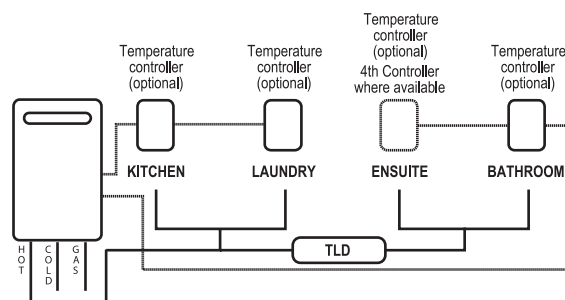 Temperature
controller
(optional)
Temperature
controller
(optional)
Temperature
controller
(optional)
4th Controller
where available
Temperature
controller
(optional)
KITCHEN
LAUNDRY
ENSUITE
BATHROOM
TLD
HOT
COLD
GAS